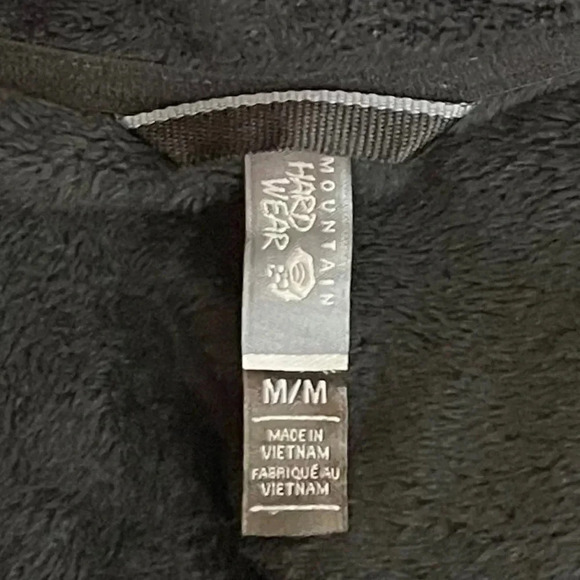 MOUNTAIN
HARD
WEAR
M/M
MADE IN
VIETNAM
FABRIQUÉ AU
VIETNAM